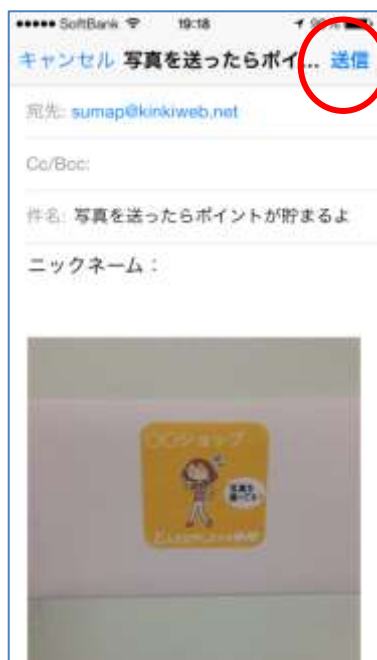 SoftBank 19:18
キャンセル 写真を送ったらポイ... 送信
宛先: sumap@kinkiweb.net
Cc/Bcc:
件名: 写真を送ったらポイントが貯まるよ
ニックネーム：
〇〇ショップ